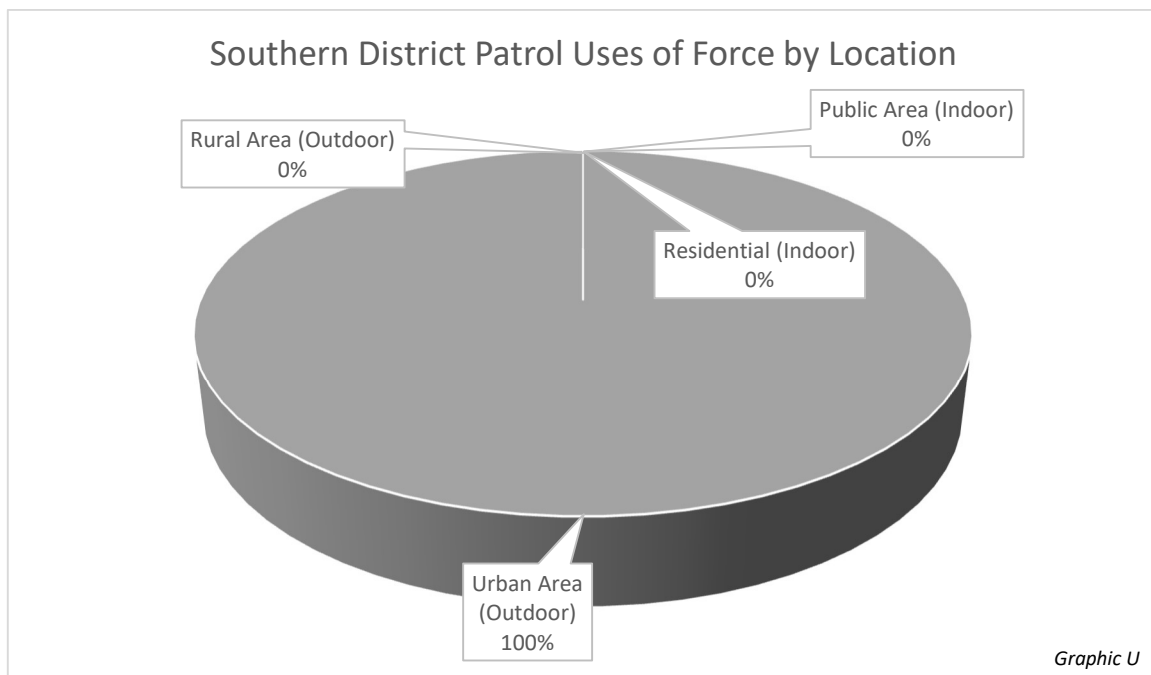 Southern District Patrol Uses of Force by Location
Public Area (Indoor)
0%
Rural Area (Outdoor)
0%
Residential (Indoor)
0%
Urban Area
(Outdoor)
100%
Graphic U